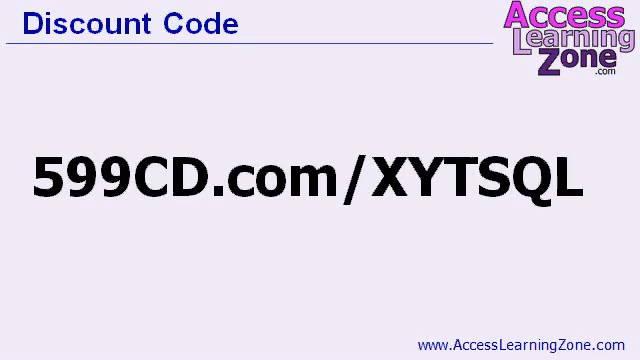 Discount Code
Access
Learning
Zone
.com
599CD.com/XYTSQL
www.AccessLearningZone.com